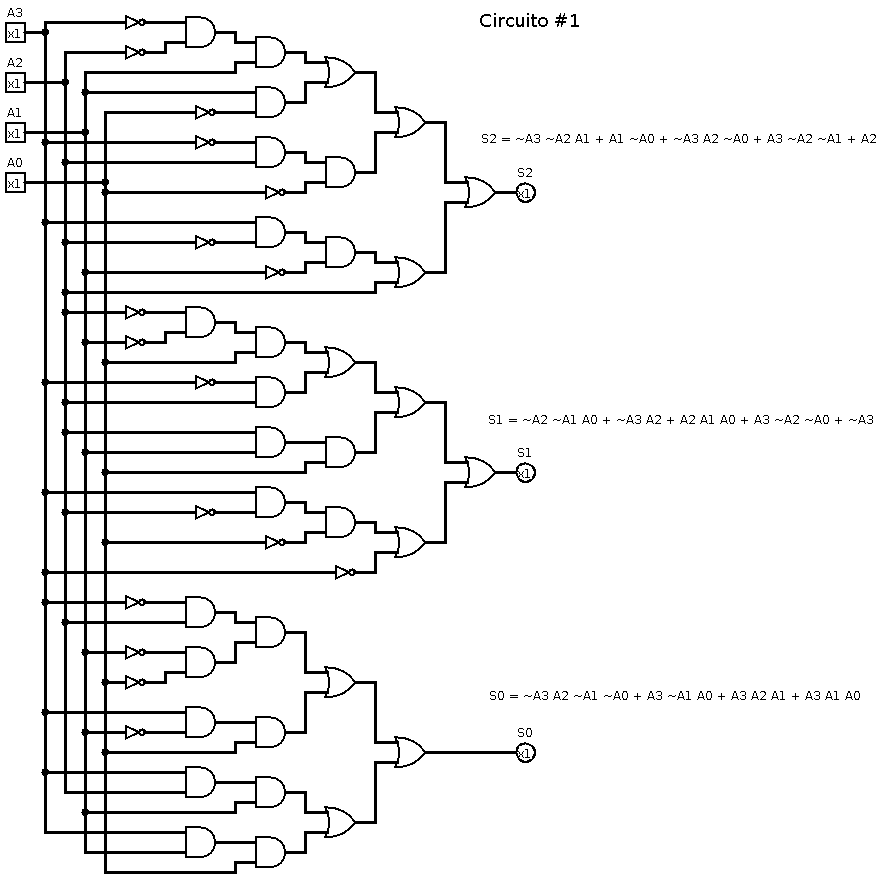 Circuito #1
A3
x1
A2
x1
A1
x1
A0
x1
S2 = ~A3 ~A2 A1 + A1 ~A0 + ~A3 A2 ~A0 + A3 ~A2 ~A1 + A2
S2
x1
S1 = ~A2 ~A1 A0 + ~A3 A2 + A2 A1 A0 + A3 ~A2 ~A0 + ~A3
S1
x1
S0 = ~A3 A2 ~A1 ~A0 + A3 ~A1 A0 + A3 A2 A1 + A3 A1 A0
S0
x1